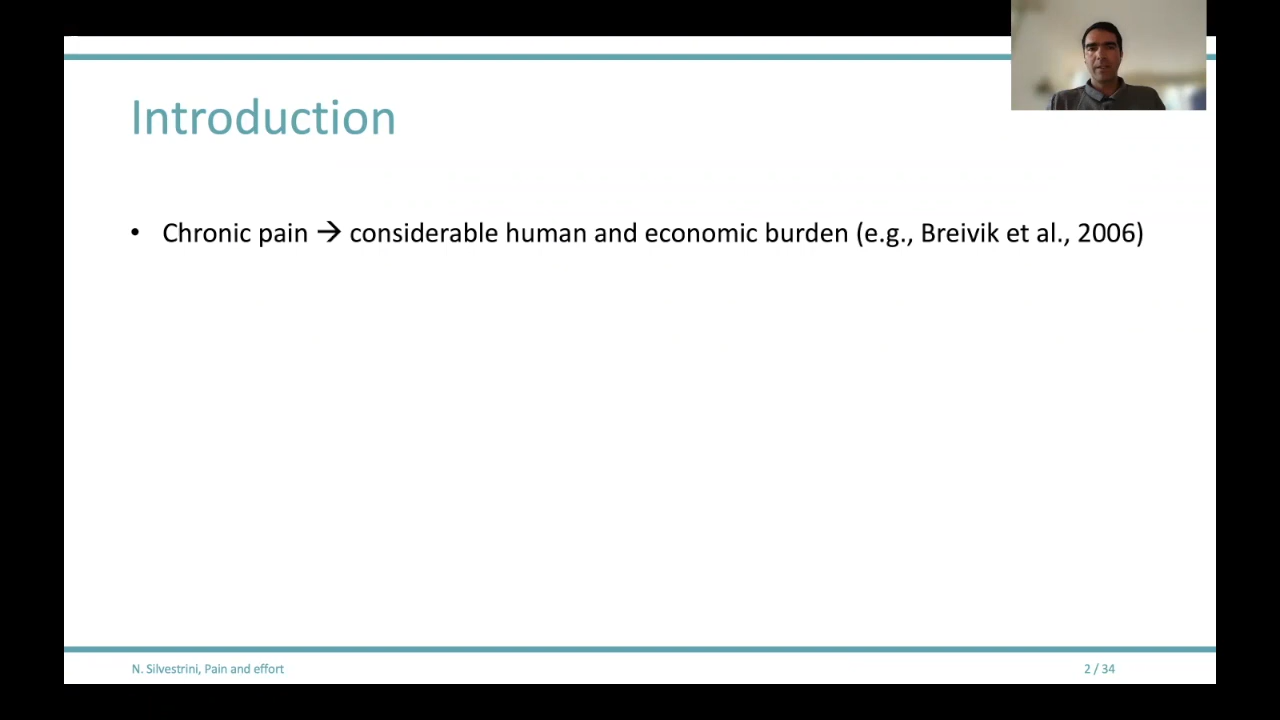 Introduction
• Chronic pain → considerable human and economic burden (e.g., Breivik et al., 2006)
N. Silvestrini, Pain and effort
2 / 34